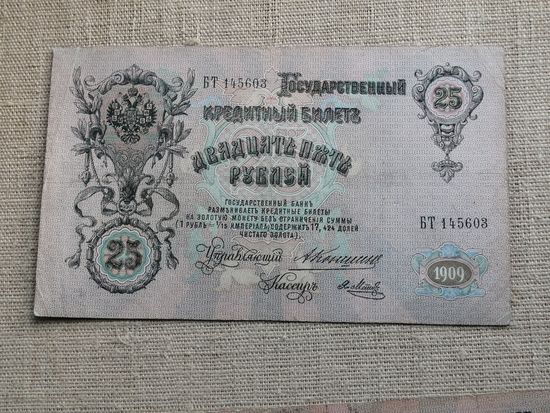 БТ 145603 Государственный
25
Кредитный Билетъ
Двадцать пять
рублей
Государственный Банкъ
размѣниваетъ кредитные билеты
на золотую монету безъ ограниченія суммы
(1 рубль = 1/15 имперіала, содержитъ 17,424 долей
чистаго золота).
БТ 145603
25
Управляющій
1909
Кассиръ